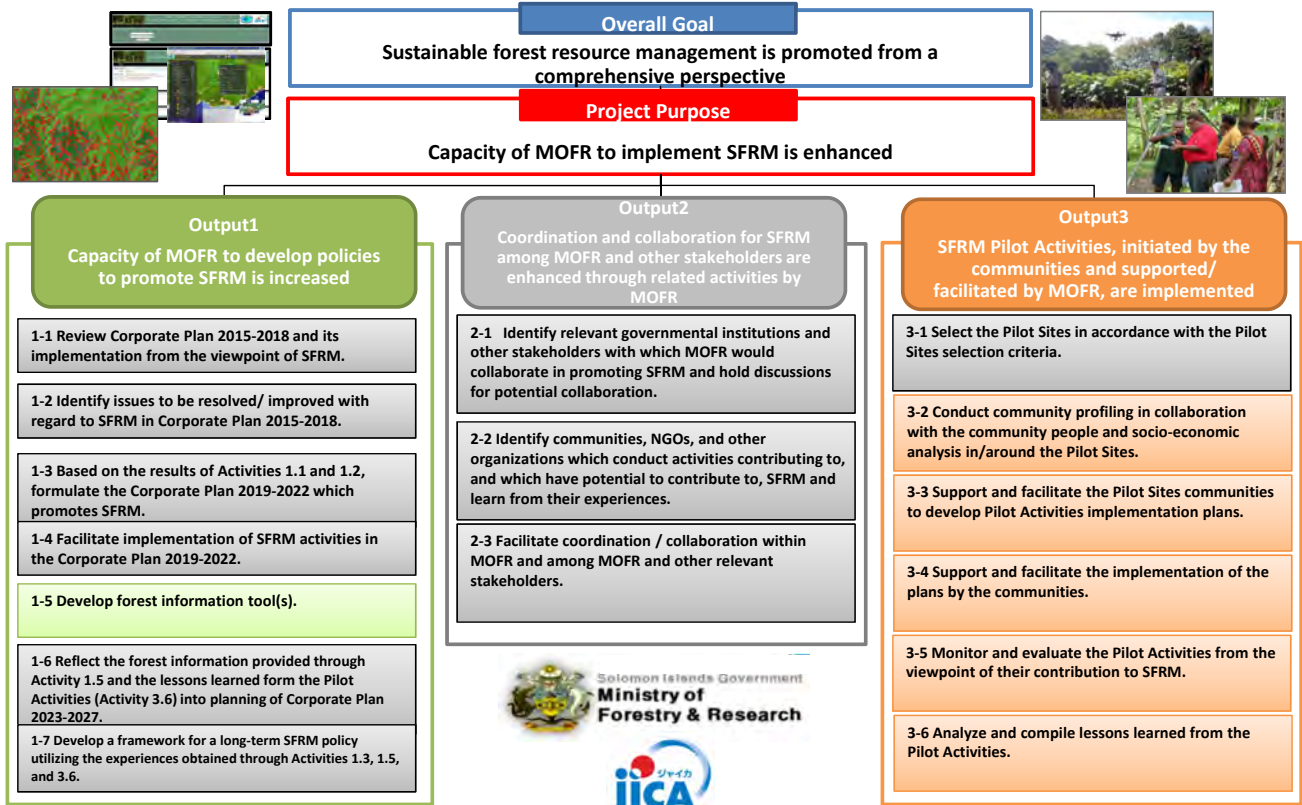 Overall Goal
Sustainable forest resource management is promoted from a
comprehensive perspective
Project Purpose
Capacity of MOFR to implement SFRM is enhanced
Output1
Capacity of MOFR to develop policies
to promote SFRM is increased
1-1 Review Corporate Plan 2015-2018 and its
implementation from the viewpoint of SFRM.
1-2 Identify issues to be resolved/ improved with
regard to SFRM in Corporate Plan 2015-2018.
1-3 Based on the results of Activities 1.1 and 1.2,
formulate the Corporate Plan 2019-2022 which
promotes SFRM.
1-4 Facilitate implementation of SFRM activities in
the Corporate Plan 2019-2022.
1-5 Develop forest information tool(s).
1-6 Reflect the forest information provided through
Activity 1.5 and the lessons learned form the Pilot
Activities (Activity 3.6) into planning of Corporate Plan
2023-2027.
1-7 Develop a framework for a long-term SFRM policy
utilizing the experiences obtained through Activities 1.3, 1.5,
and 3.6.
Output2
Coordination and collaboration for SFRM
among MOFR and other stakeholders are
enhanced through related activities by
MOFR
2-1 Identify relevant governmental institutions and
other stakeholders with which MOFR would
collaborate in promoting SFRM and hold discussions
for potential collaboration.
2-2 Identify communities, NGOs, and other
organizations which conduct activities contributing to,
and which have potential to contribute to, SFRM and
learn from their experiences.
2-3 Facilitate coordination / collaboration within
MOFR and among MOFR and other relevant
stakeholders.
Solomon Islands Government
Ministry of
Forestry & Research
ジャイカ
jica
Output3
SFRM Pilot Activities, initiated by the
communities and supported/
facilitated by MOFR, are implemented
3-1 Select the Pilot Sites in accordance with the Pilot
Sites selection criteria.
3-2 Conduct community profiling in collaboration
with the community people and socio-economic
analysis in/around the Pilot Sites.
3-3 Support and facilitate the Pilot Sites communities
to develop Pilot Activities implementation plans.
3-4 Support and facilitate the implementation of the
plans by the communities.
3-5 Monitor and evaluate the Pilot Activities from the
viewpoint of their contribution to SFRM.
3-6 Analyze and compile lessons learned from the
Pilot Activities.